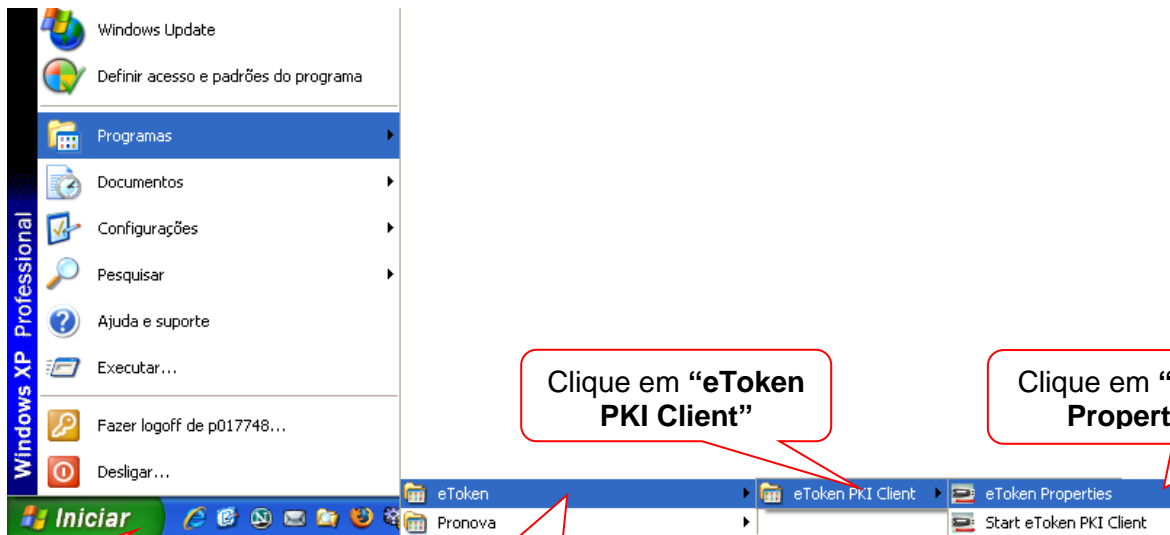 Windows Update
Definir acesso e padrões do programa
Programas
Documentos
Configurações
Pesquisar
Ajuda e suporte
Executar...
Fazer logoff de p017748...
Desligar...
Windows XP Professional
Iniciar
Clique em “eToken
PKI Client”
Clique em “
Propert
eToken
Pronova
eToken PKI Client
eToken Properties
Start eToken PKI Client